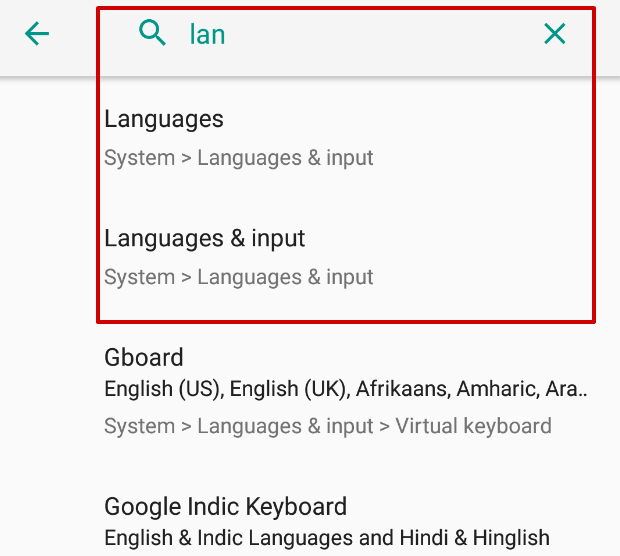 lan
Languages
System > Languages & input
Languages & input
System > Languages & input
Gboard
English (US), English (UK), Afrikaans, Amharic, Ara..
System > Languages & input > Virtual keyboard
Google Indic Keyboard
English & Indic Languages and Hindi & Hinglish